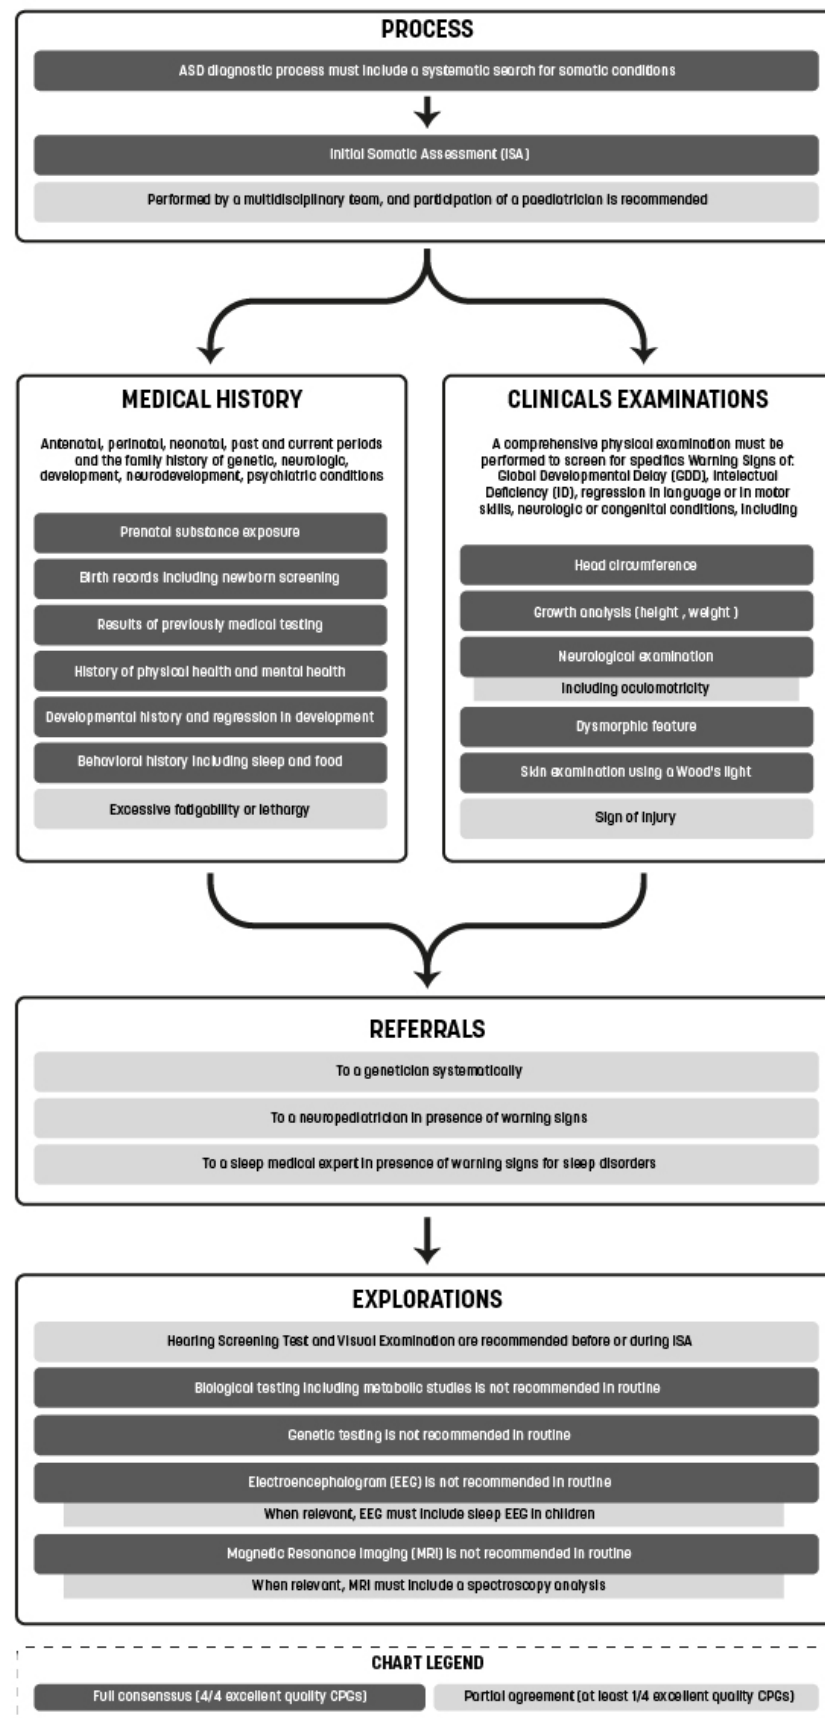 PROCESS
ASD diagnostic process must include a systematic search for somatic conditions
Initial Somatic Assessment (ISA)
Performed by a multidisciplinary team, and participation of a paediatrician is recommended
MEDICAL HISTORY
Antenatal, perinatal, neonatal, past and current periods
and the family history of genetic, neurologic,
development, neurodevelopment, psychiatric conditions
Prenatal substance exposure
Birth records including newborn screening
Results of previously medical testing
History of physical health and mental health
Developmental history and regression in development
Behavioral history including sleep and food
Excessive fatigability or lethargy
CLINICALS EXAMINATIONS
A comprehensive physical examination must be
performed to screen for specifics Warning Signs of:
Global Developmental Delay (GDD), Intelectual
Deficiency (ID), regression in language or in motor
skills, neurologic or congenital conditions, including
Head circumference
Growth analysis (height , weight )
Neurological examination
Including oculomotricity
Dysmorphic feature
Skin examination using a Wood's light
Sign of injury
REFERRALS
To a genetician systematically
To a neuropediatrician in presence of warning signs
To a sleep medical expert in presence of warning signs for sleep disorders
EXPLORATIONS
Hearing Screening Test and Visual Examination are recommended before or during ISA
Biological testing including metabolic studies is not recommended in routine
Genetic testing is not recommended in routine
Electroencephalogram (EEG) is not recommended in routine
When relevant, EEG must include sleep EEG in children
Magnetic Resonance Imaging (MRI) is not recommended in routine
When relevant, MRI must include a spectroscopy analysis
CHART LEGEND
Full consenssus (4/4 excellent quality CPGs)
Partial agreement (at least 1/4 excellent quality CPGs)